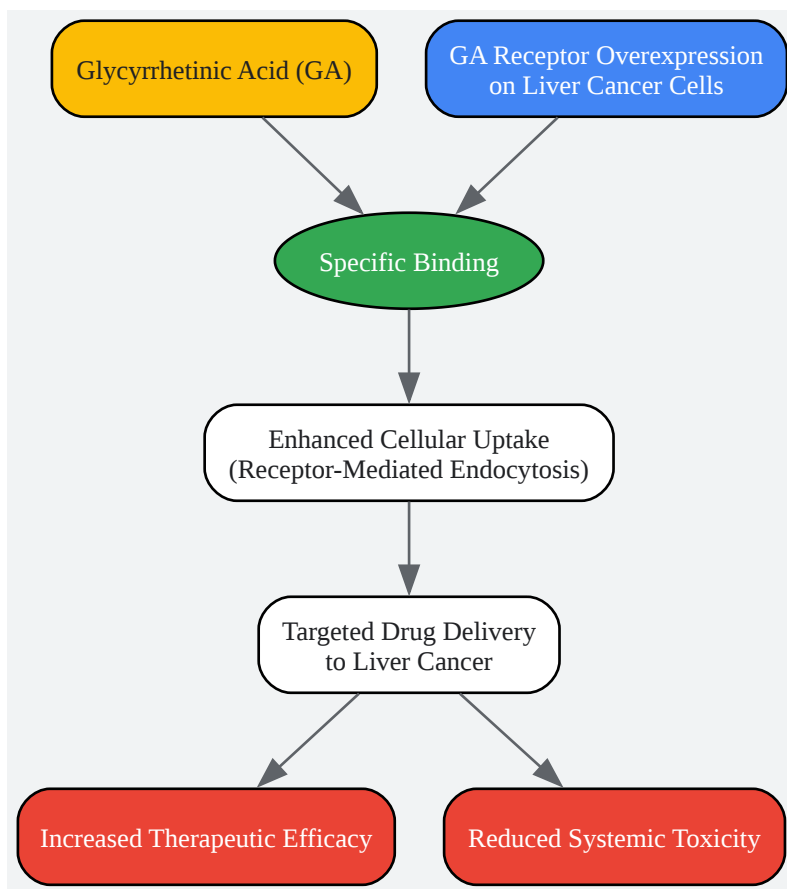 Glycyrrhetinic Acid (GA)
GA Receptor Overexpression
on Liver Cancer Cells
Specific Binding
Enhanced Cellular Uptake
(Receptor-Mediated Endocytosis)
Targeted Drug Delivery
to Liver Cancer
Increased Therapeutic Efficacy
Reduced Systemic Toxicity